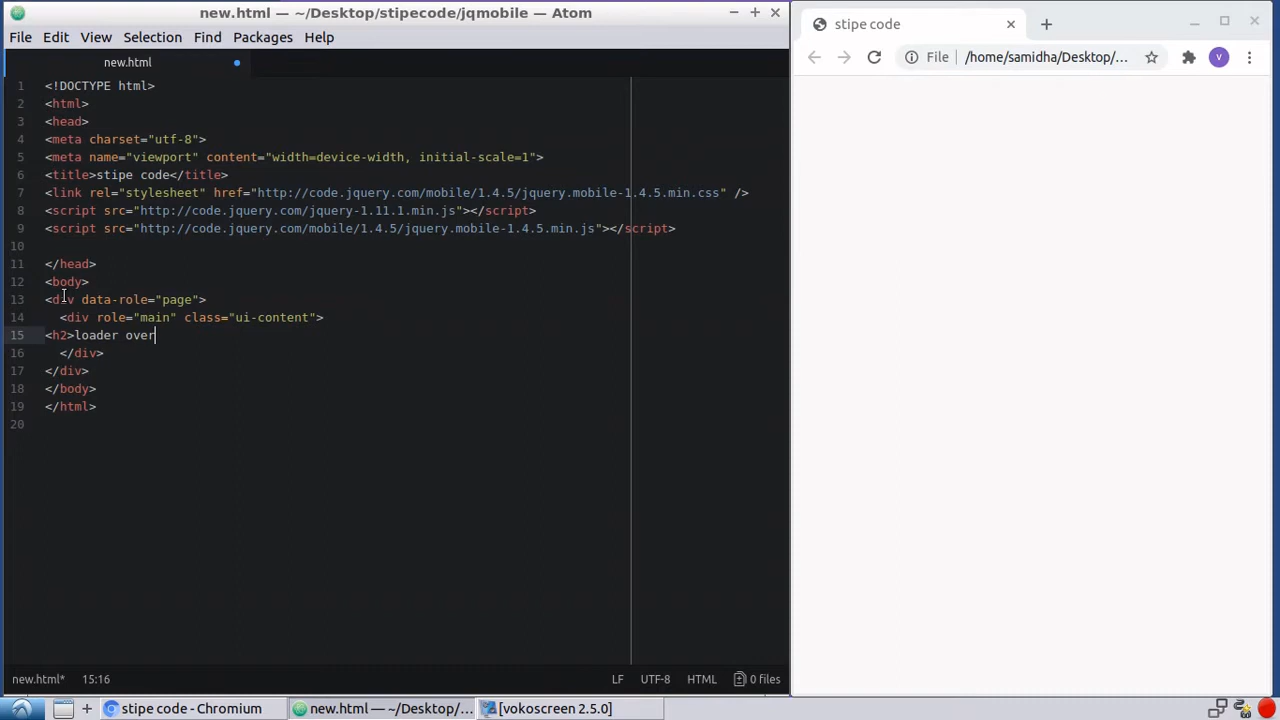 new.html — ~/Desktop/stipecode/jqmobile — Atom
File Edit View Selection Find Packages Help
new.html
1 <!DOCTYPE html>
2 <html>
3 <head>
4 <meta charset="utf-8">
5 <meta name="viewport" content="width=device-width, initial-scale=1">
6 <title>stipe code</title>
7 <link rel="stylesheet" href="http://code.jquery.com/mobile/1.4.5/jquery.mobile-1.4.5.min.css" />
8 <script src="http://code.jquery.com/jquery-1.11.1.min.js"></script>
9 <script src="http://code.jquery.com/mobile/1.4.5/jquery.mobile-1.4.5.min.js"></script>
10
11 </head>
12 <body>
13 <div data-role="page">
14 <div role="main" class="ui-content">
15 <h2>loader over
16 </div>
17 </div>
18 </body>
19 </html>
20
new.html* 15:16 LF UTF-8 HTML 0 files
stipe code
File /home/samidha/Desktop/... V
stipe code - Chromium new.html — ~/Desktop/... [vokoscreen 2.5.0]